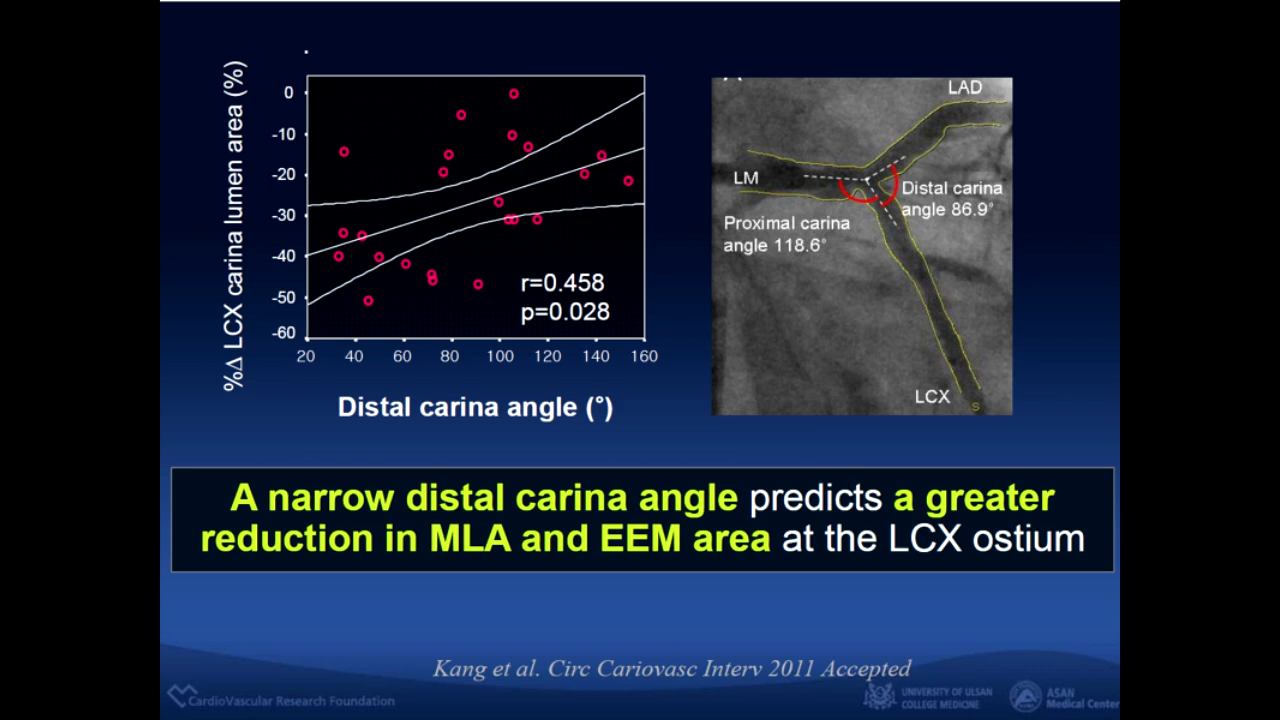 %Δ LCX carina lumen area (%)
0
-10
-20
-30
-40
-50
-60
20 40 60 80 100 120 140 160
r=0.458
p=0.028
Distal carina angle (°)
LAD
LM
Distal carina
angle 86.9°
Proximal carina
angle 118.6°
LCX
S
A narrow distal carina angle predicts a greater
reduction in MLA and EEM area at the LCX ostium
Kang et al. Circ Cariovasc Interv 2011 Accepted
CardioVascular Research Foundation
UNIVERSITY OF ULSAN
COLLEGE MEDICINE
ASAN
Medical Center